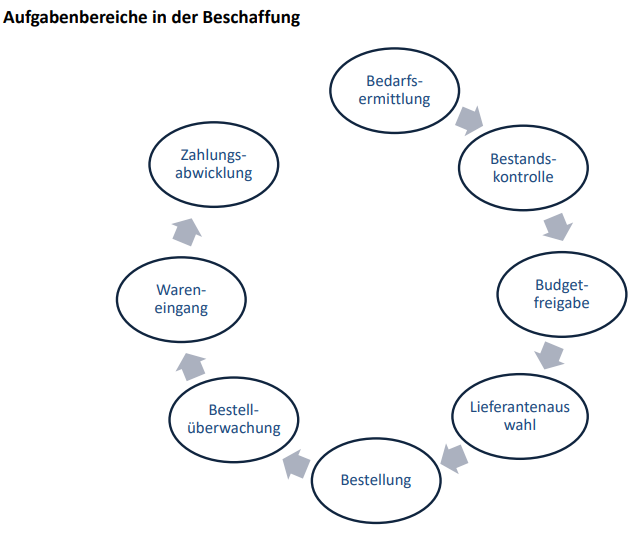 Aufgabenbereiche in der Beschaffung
Bedarfs-
ermittlung
Bestands-
kontrolle
Budget-
freigabe
Lieferantenaus
wahl
Bestellung
Bestell-
überwachung
Waren-
eingang
Zahlungs-
abwicklung